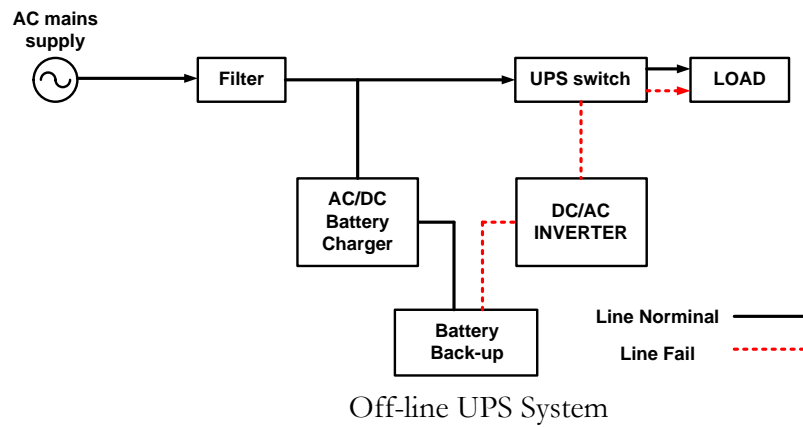 AC mains
supply
Filter
UPS switch
LOAD
AC/DC
Battery
Charger
DC/AC
INVERTER
Battery
Back-up
Line Norminal
Line Fail
Off-line UPS System